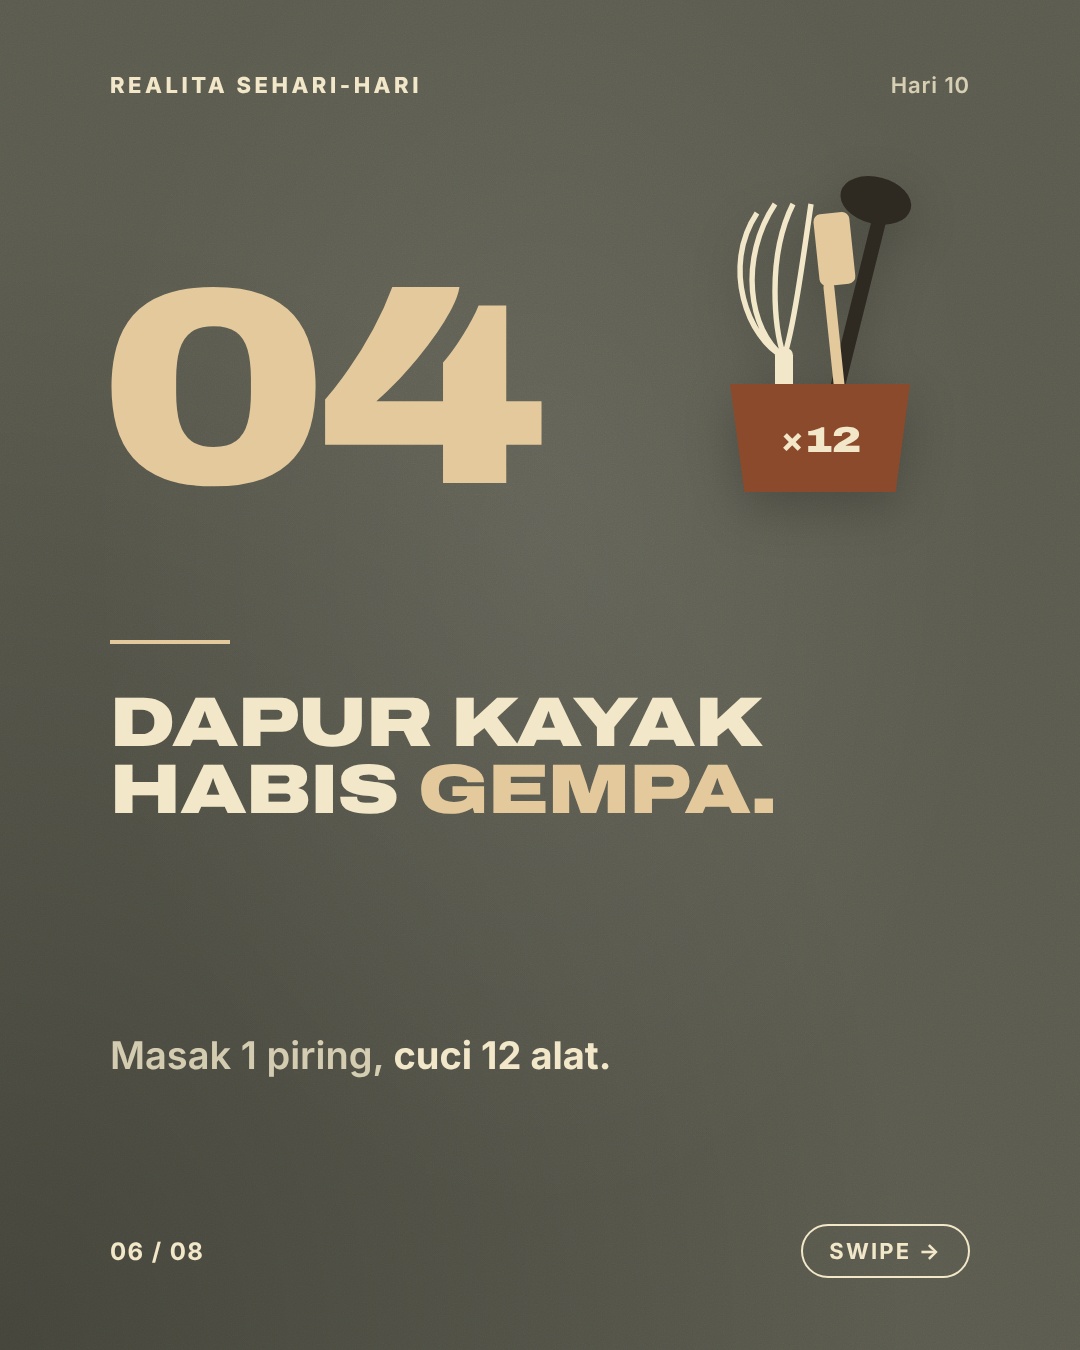 REALITA SEHARI-HARI
Hari 10
04
×12
DAPUR KAYAK
HABIS GEMPA.
Masak 1 piring, cuci 12 alat.
06 / 08
SWIPE →